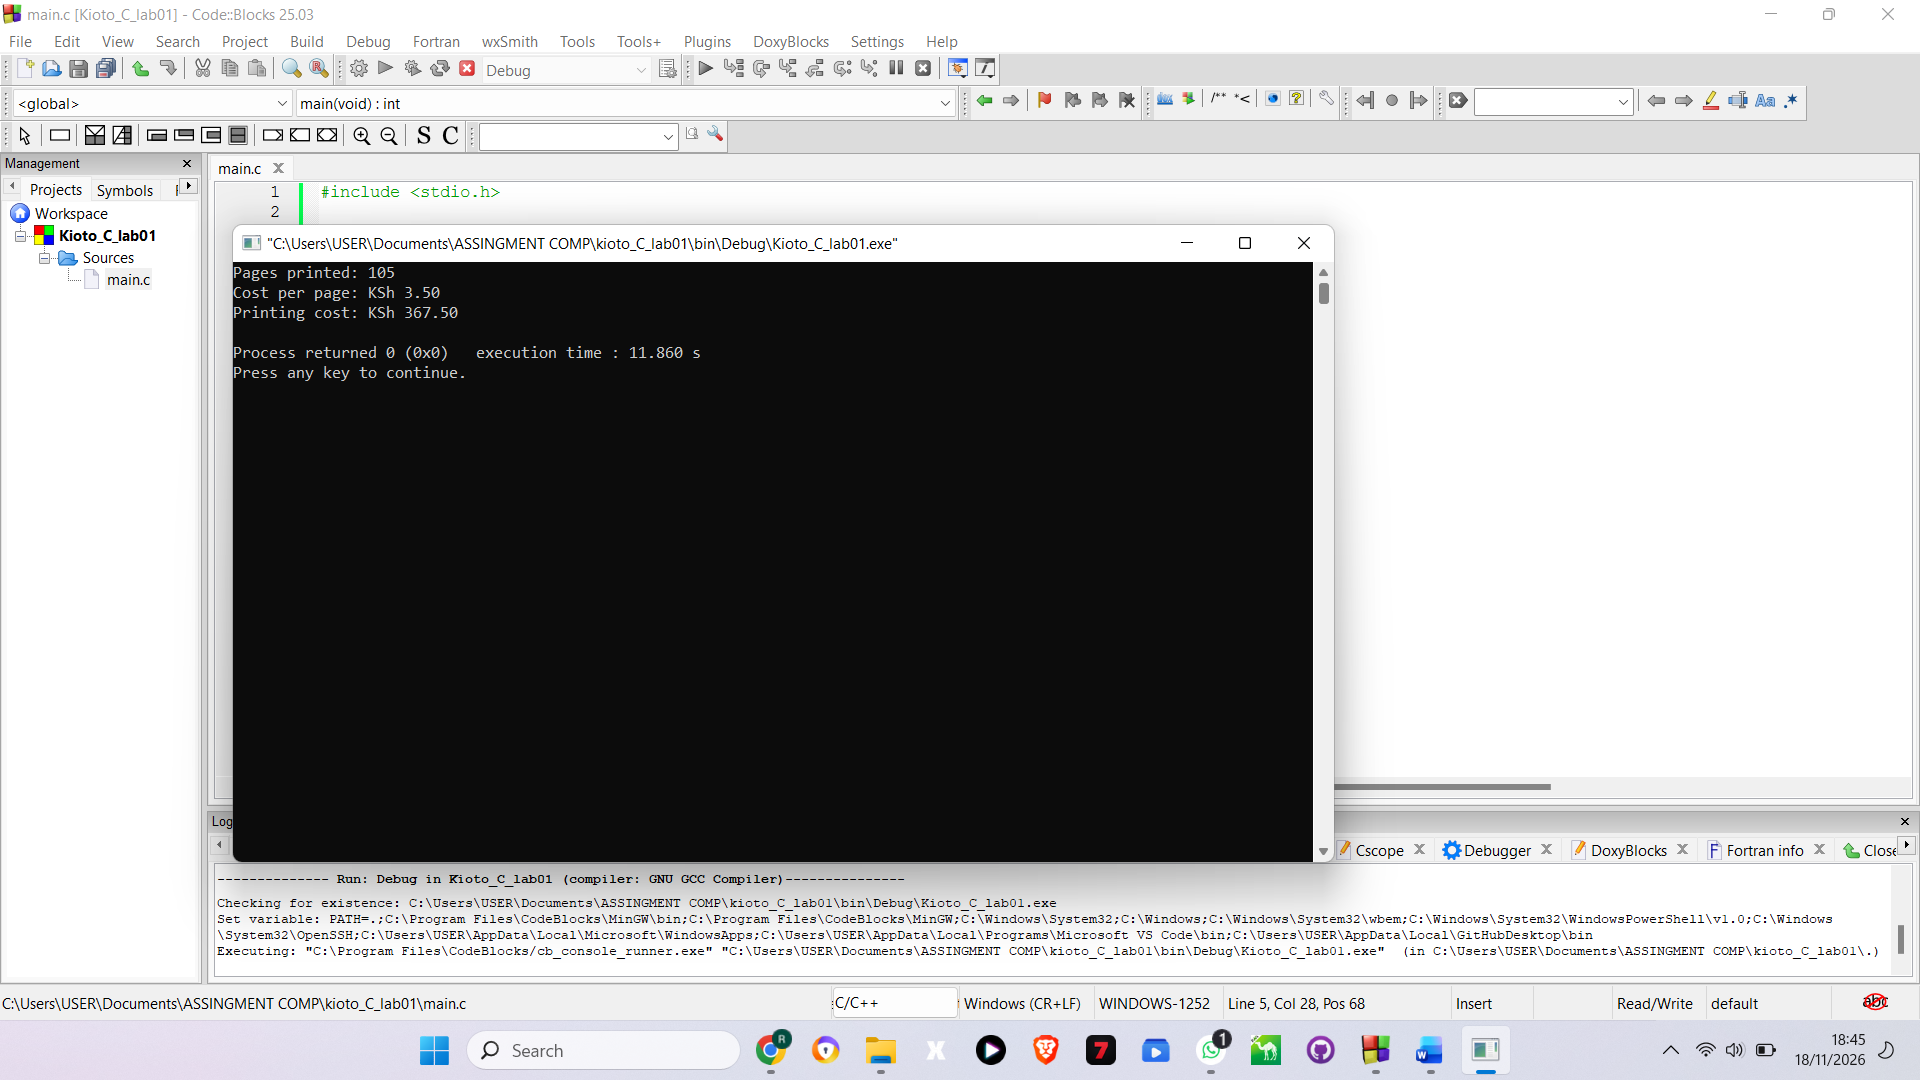 main.c [Kioto_C_lab01] - Code::Blocks 25.03
File Edit View Search Project Build Debug Fortran wxSmith Tools Tools+ Plugins DoxyBlocks Settings Help
Debug
<global> main(void) : int
/** *< Aa .*
S C
Management
Projects Symbols
Workspace
Kioto_C_lab01
Sources
main.c
main.c
1 #include <stdio.h>
2
"C:\Users\USER\Documents\ASSINGMENT COMP\kioto_C_lab01\bin\Debug\Kioto_C_lab01.exe"
Pages printed: 105
Cost per page: KSh 3.50
Printing cost: KSh 367.50
Process returned 0 (0x0)   execution time : 11.860 s
Press any key to continue.
Log
Cscope Debugger DoxyBlocks Fortran info Close
-------------- Run: Debug in Kioto_C_lab01 (compiler: GNU GCC Compiler)---------------
Checking for existence: C:\Users\USER\Documents\ASSINGMENT COMP\kioto_C_lab01\bin\Debug\Kioto_C_lab01.exe
Set variable: PATH=.;C:\Program Files\CodeBlocks\MinGW\bin;C:\Program Files\CodeBlocks\MinGW;C:\Windows\System32;C:\Windows;C:\Windows\System32\wbem;C:\Windows\System32\WindowsPowerShell\v1.0;C:\Windows
\System32\OpenSSH;C:\Users\USER\AppData\Local\Microsoft\WindowsApps;C:\Users\USER\AppData\Local\Programs\Microsoft VS Code\bin;C:\Users\USER\AppData\Local\GitHubDesktop\bin
Executing: "C:\Program Files\CodeBlocks/cb_console_runner.exe" "C:\Users\USER\Documents\ASSINGMENT COMP\kioto_C_lab01\bin\Debug\Kioto_C_lab01.exe"  (in C:\Users\USER\Documents\ASSINGMENT COMP\kioto_C_lab01\.)
C:\Users\USER\Documents\ASSINGMENT COMP\kioto_C_lab01\main.c C/C++ Windows (CR+LF) WINDOWS-1252 Line 5, Col 28, Pos 68 Insert Read/Write default abc
Search
R
7
1
W
18:45
18/11/2026